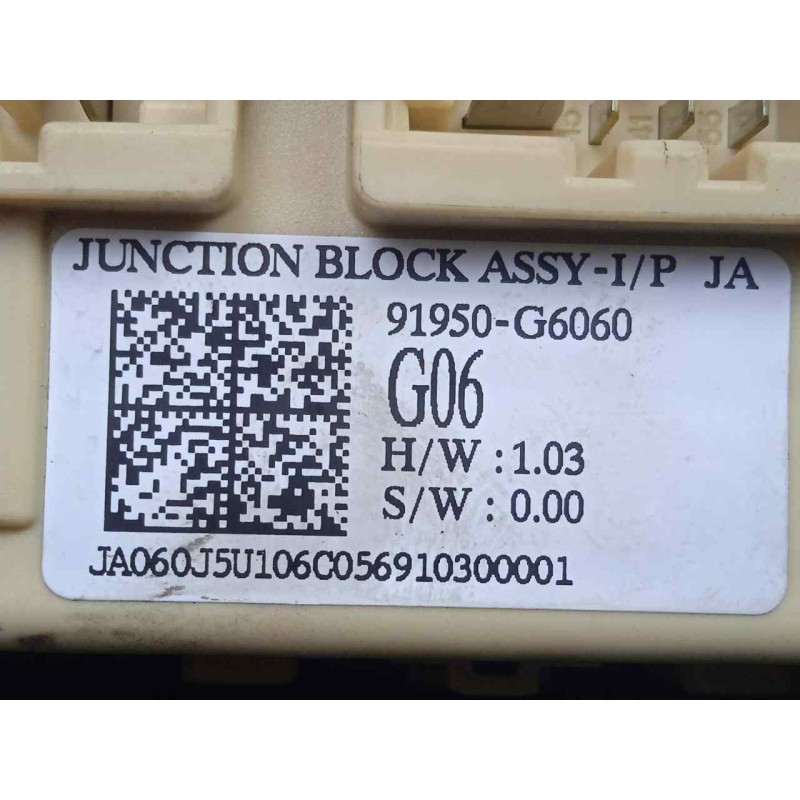 JUNCTION BLOCK ASSY-I/P JA
91950-G6060
G06
H/W : 1.03
S/W : 0.00
JA060J5U106C056910300001